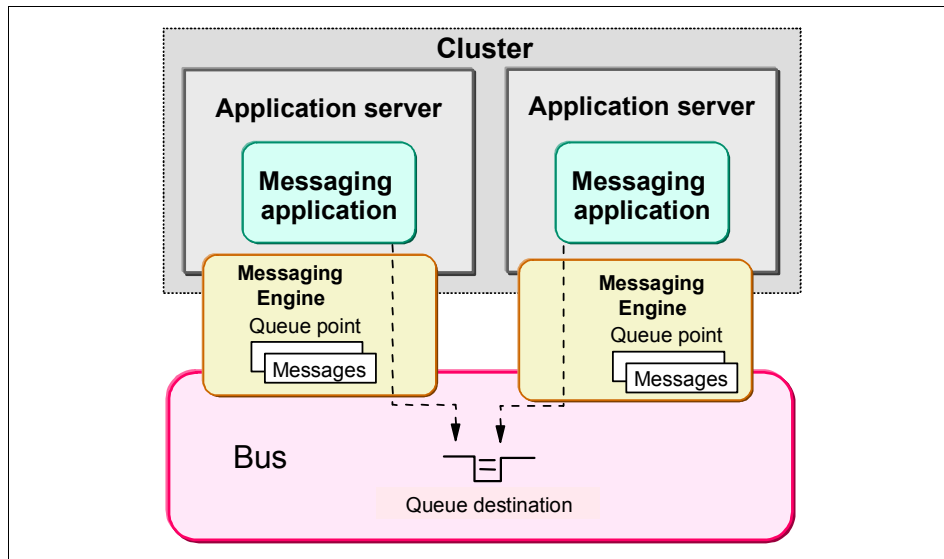 Cluster
Application server
Messaging
application
Messaging
Engine
Queue point
Messages
Application server
Messaging
application
Messaging
Engine
Queue point
Messages
Bus
Queue destination